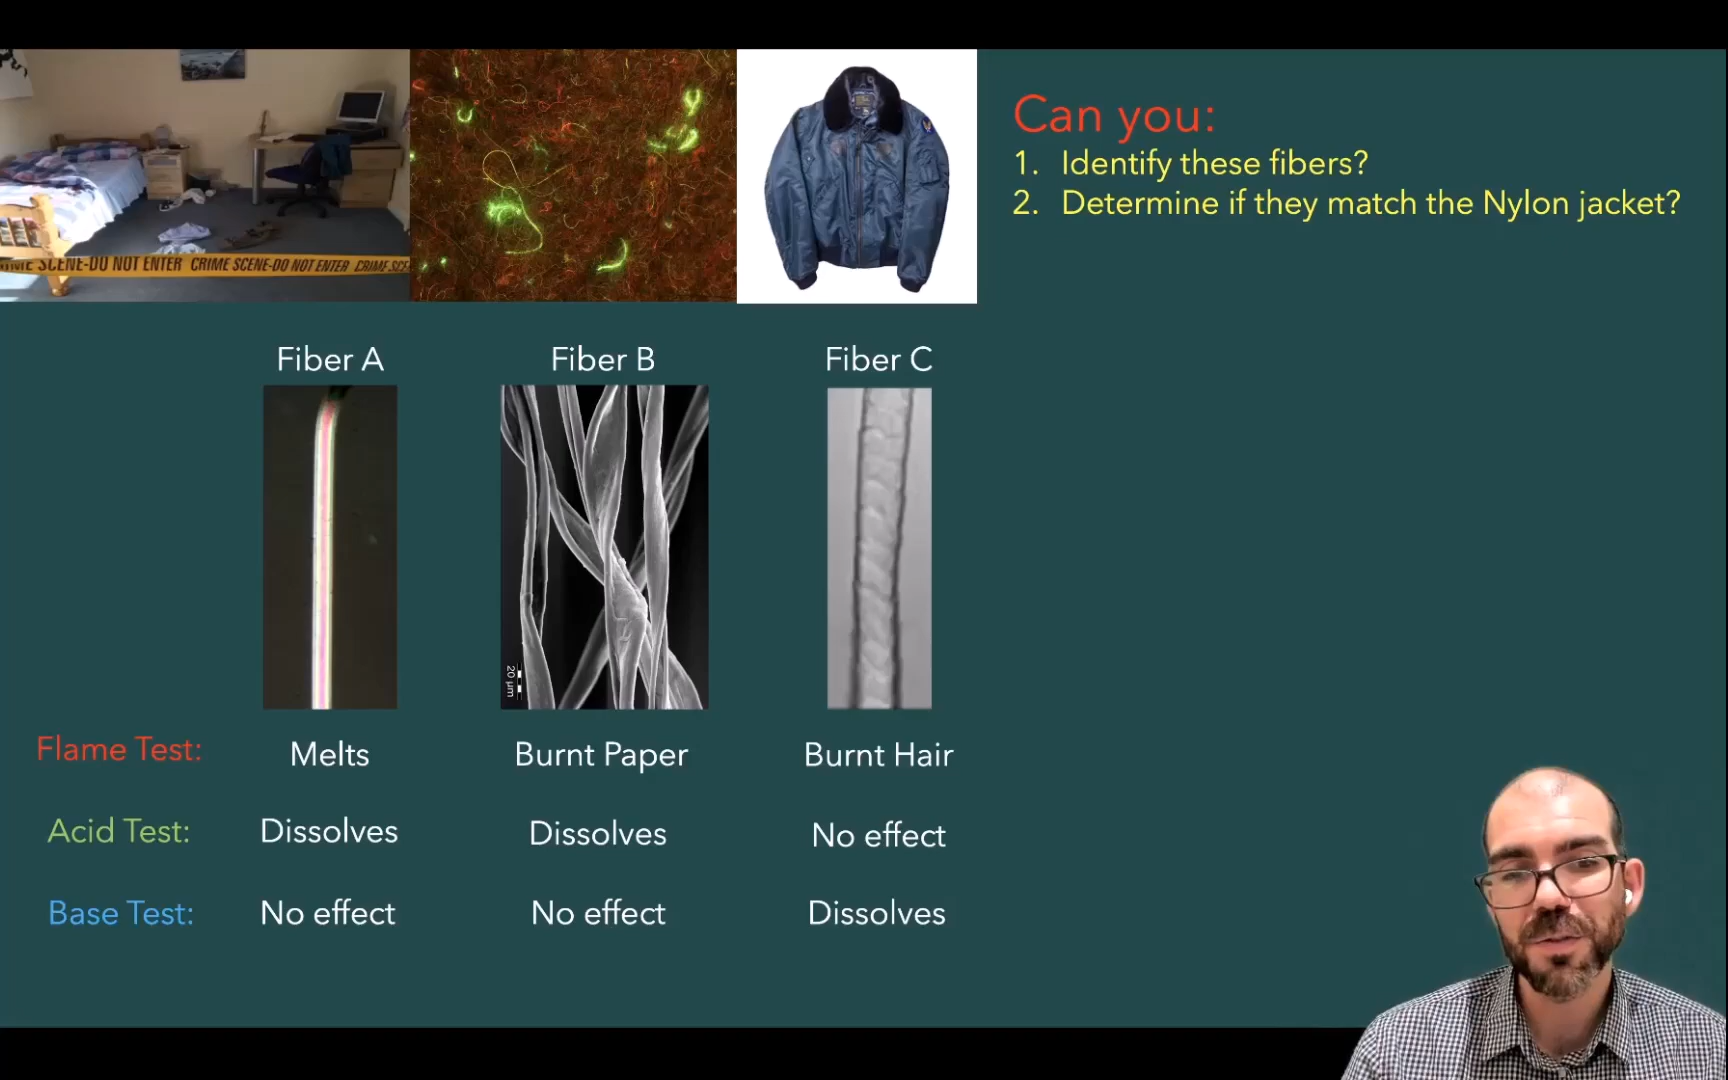 CRIME SCENE-DO NOT ENTER CRIME SCENE-DO NOT ENTER
Can you:
1. Identify these fibers?
2. Determine if they match the Nylon jacket?
Fiber A Fiber B Fiber C
20 µm
Flame Test: Melts Burnt Paper Burnt Hair
Acid Test: Dissolves Dissolves No effect
Base Test: No effect No effect Dissolves